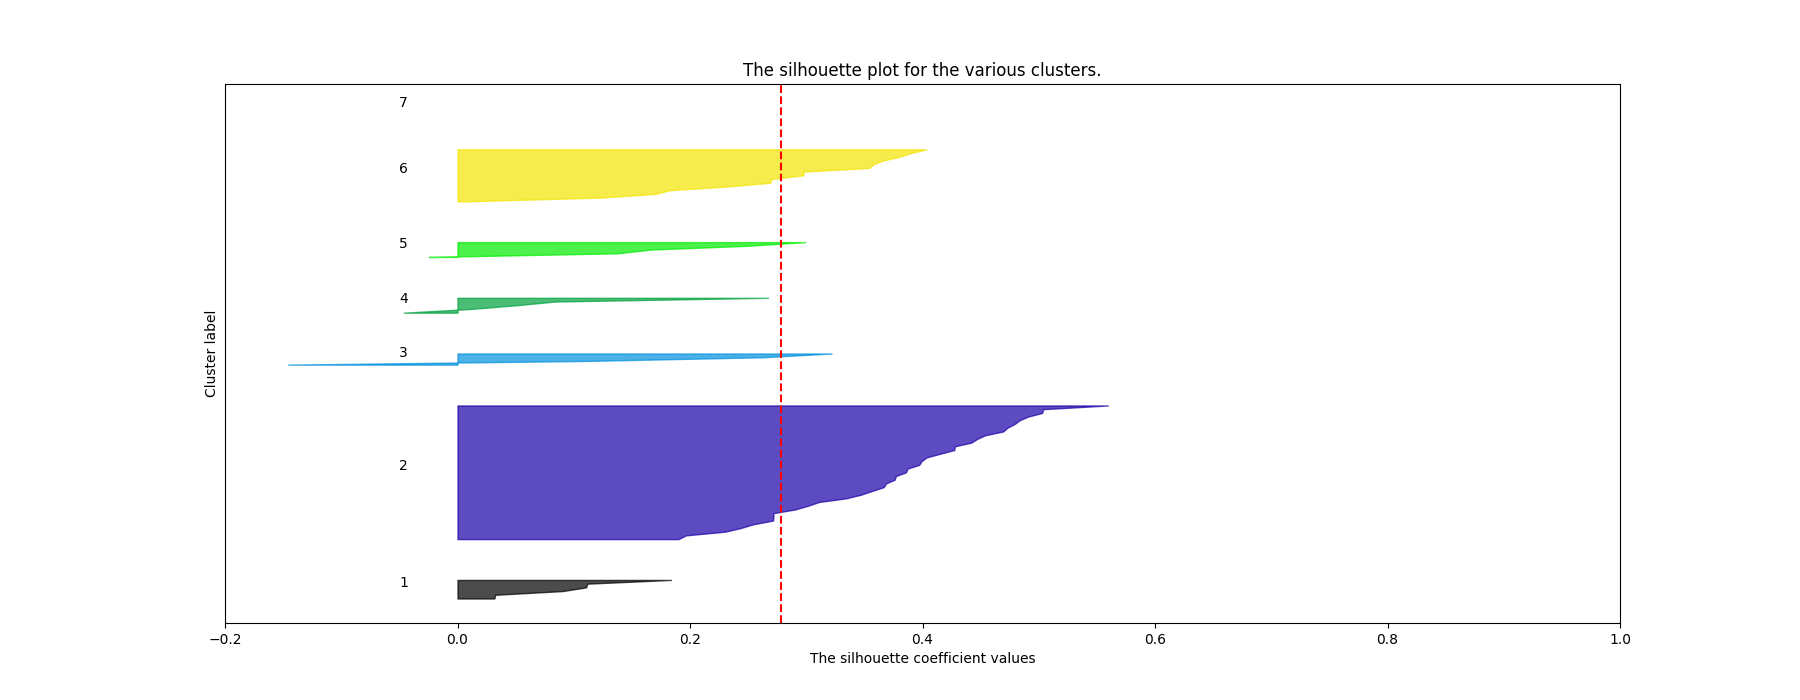 The silhouette plot for the various clusters.
7
6
5
4
3
2
1
Cluster label
−0.2 0.0 0.2 0.4 0.6 0.8 1.0
The silhouette coefficient values